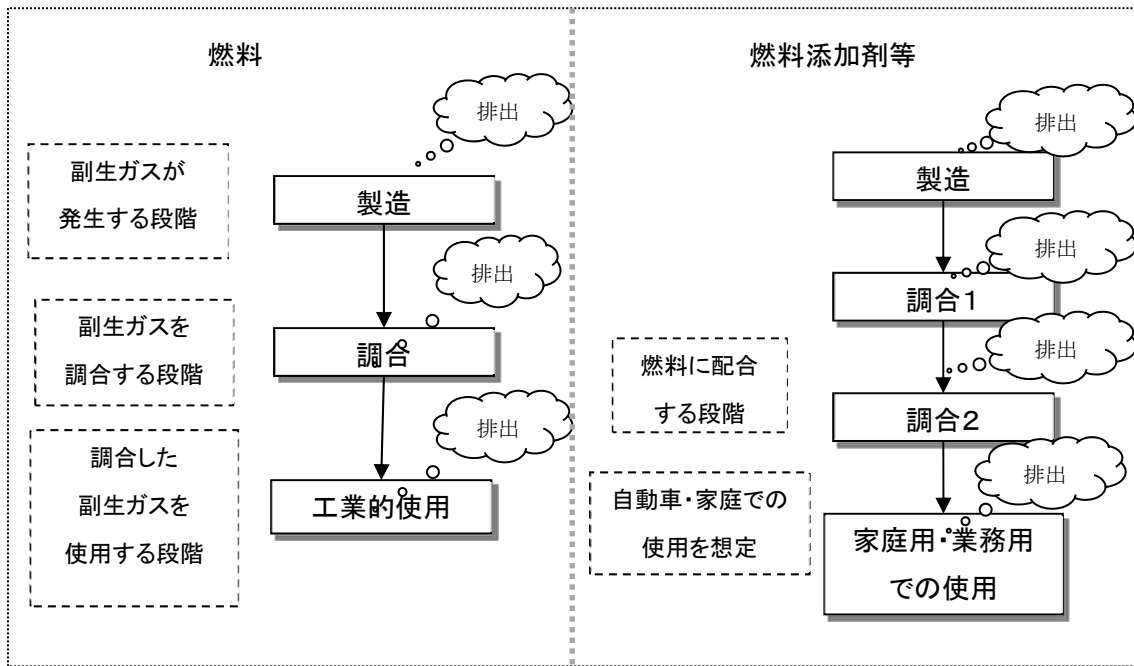 燃料
排出
副生ガスが
発生する段階
製造
排出
副生ガスを
調合する段階
調合
排出
調合した
副生ガスを
使用する段階
工業的使用
燃料添加剤等
排出
製造
排出
調合1
排出
燃料に配合
する段階
調合2
排出
自動車・家庭での
使用を想定
家庭用・業務用
での使用